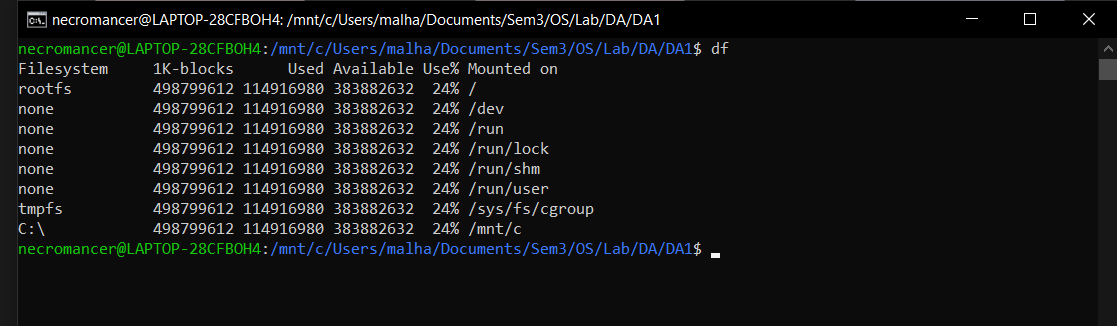 necromancer@LAPTOP-28CFBOH4: /mnt/c/Users/malha/Documents/Sem3/OS/Lab/DA/DA1
necromancer@LAPTOP-28CFBOH4:/mnt/c/Users/malha/Documents/Sem3/OS/Lab/DA/DA1$ df
Filesystem     1K-blocks      Used Available Use% Mounted on
rootfs         498799612 114916980 383882632  24% /
none           498799612 114916980 383882632  24% /dev
none           498799612 114916980 383882632  24% /run
none           498799612 114916980 383882632  24% /run/lock
none           498799612 114916980 383882632  24% /run/shm
none           498799612 114916980 383882632  24% /run/user
tmpfs          498799612 114916980 383882632  24% /sys/fs/cgroup
C:\            498799612 114916980 383882632  24% /mnt/c
necromancer@LAPTOP-28CFBOH4:/mnt/c/Users/malha/Documents/Sem3/OS/Lab/DA/DA1$